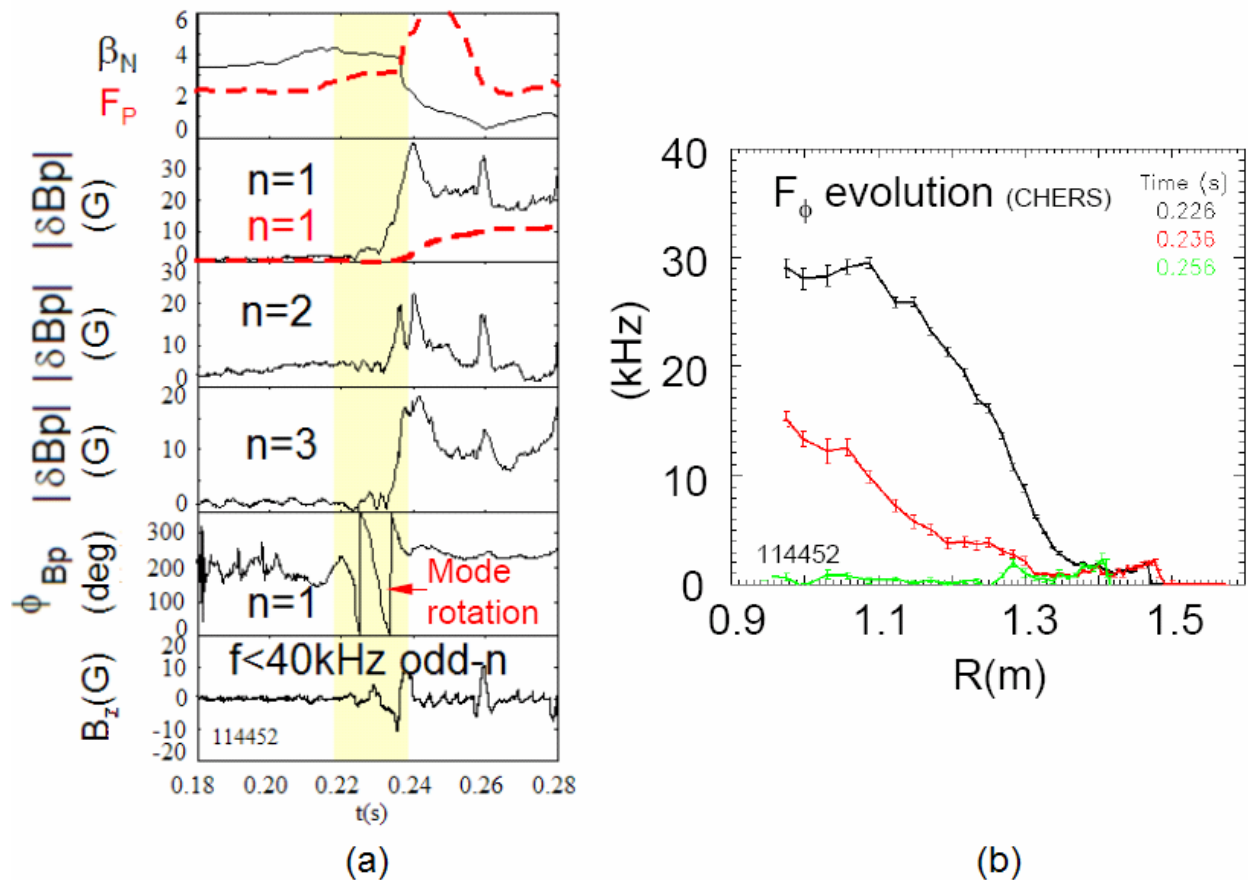 β_N
F_P
6
4
2
0
|δBp|
(G)
30
20
10
0
n=1
n=1
|δBp|
(G)
30
20
10
0
n=2
|δBp|
(G)
20
10
0
n=3
ϕ_Bp
(deg)
300
200
100
0
n=1
Mode
rotation
B_z(G)
f<40kHz odd-n
0
-10
-20
114452
0.18 0.20 0.22 0.24 0.26 0.28
t(s)
(a)
(kHz)
40
30
20
10
0
F_ϕ evolution (CHERS)
Time (s)
0.226
0.236
0.256
114452
0.9 1.1 1.3 1.5
R(m)
(b)